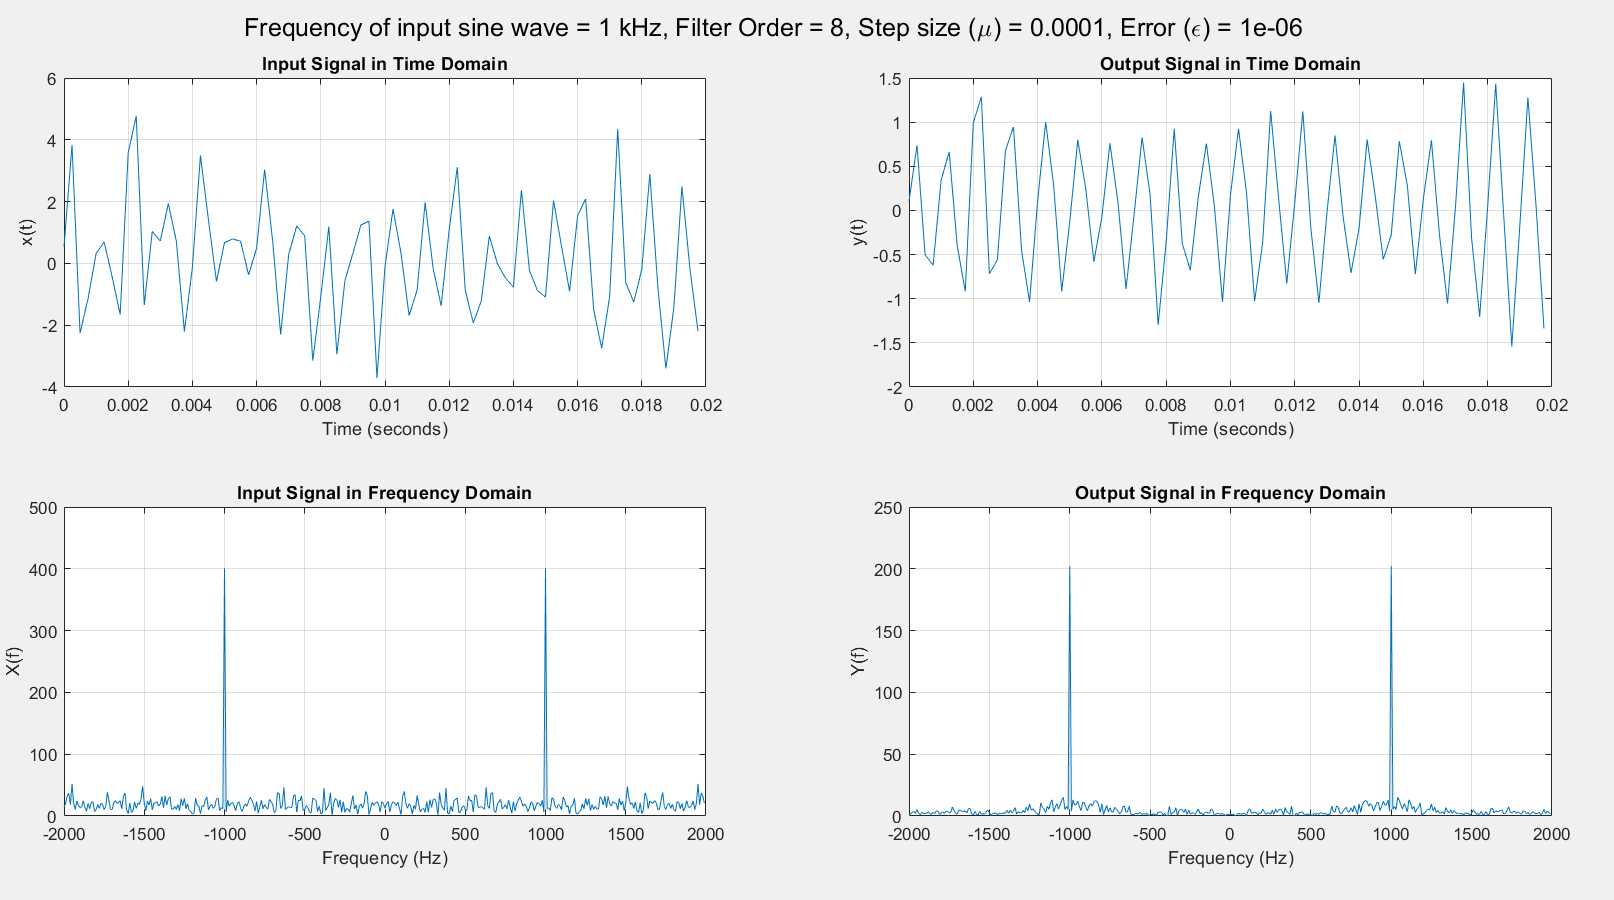 Frequency of input sine wave = 1 kHz, Filter Order = 8, Step size (μ) = 0.0001, Error (ϵ) = 1e-06
Input Signal in Time Domain
6
4
2
0
-2
-4
x(t)
0 0.002 0.004 0.006 0.008 0.01 0.012 0.014 0.016 0.018 0.02
Time (seconds)
Output Signal in Time Domain
1.5
1
0.5
0
-0.5
-1
-1.5
-2
y(t)
0 0.002 0.004 0.006 0.008 0.01 0.012 0.014 0.016 0.018 0.02
Time (seconds)
Input Signal in Frequency Domain
500
400
300
200
100
0
X(f)
-2000 -1500 -1000 -500 0 500 1000 1500 2000
Frequency (Hz)
Output Signal in Frequency Domain
250
200
150
100
50
0
Y(f)
-2000 -1500 -1000 -500 0 500 1000 1500 2000
Frequency (Hz)